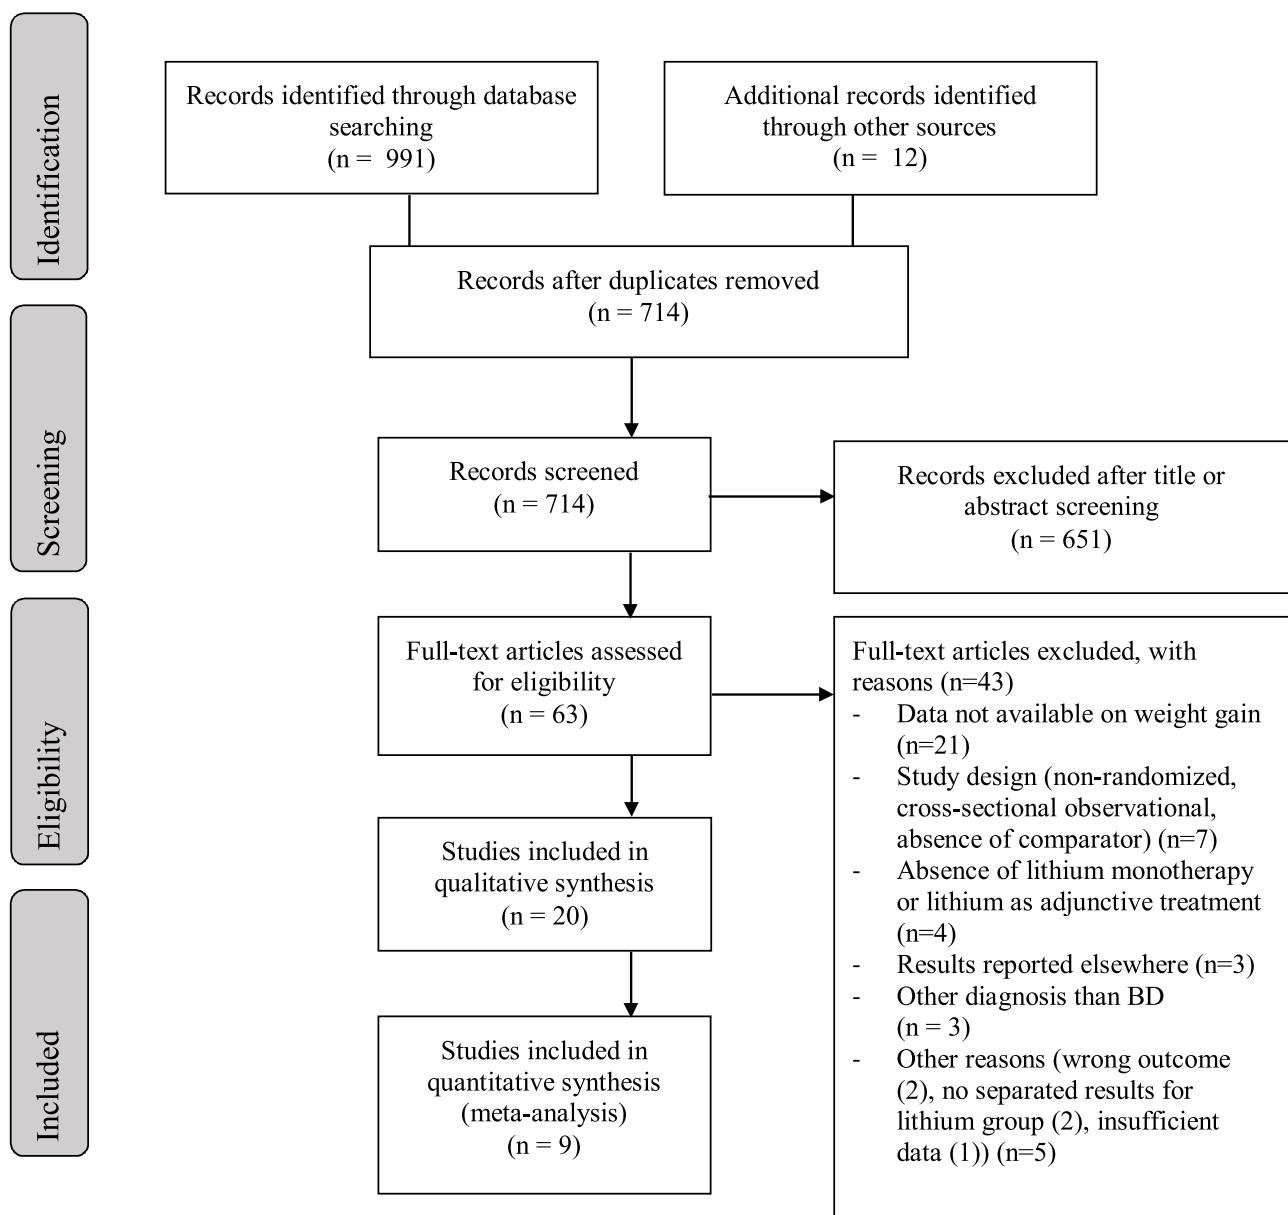 Identification
Records identified through database
searching
(n =  991)
Additional records identified
through other sources
(n =  12)
Records after duplicates removed
(n = 714)
Screening
Records screened
(n = 714)
Records excluded after title or
abstract screening
(n = 651)
Eligibility
Full-text articles assessed
for eligibility
(n = 63)
Full-text articles excluded, with
reasons (n=43)
- Data not available on weight gain
(n=21)
- Study design (non-randomized,
cross-sectional observational,
absence of comparator) (n=7)
- Absence of lithium monotherapy
or lithium as adjunctive treatment
(n=4)
- Results reported elsewhere (n=3)
- Other diagnosis than BD
(n = 3)
- Other reasons (wrong outcome
(2), no separated results for
lithium group (2), insufficient
data (1)) (n=5)
Studies included in
qualitative synthesis
(n = 20)
Included
Studies included in
quantitative synthesis
(meta-analysis)
(n = 9)